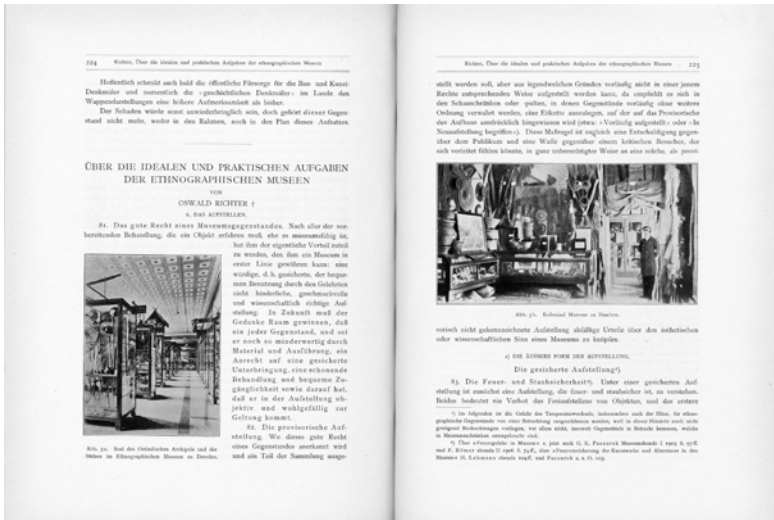 224
Richter, Über die idealen und praktischen Aufgaben der ethnographischen Museen
Hoffentlich schenkt auch bald die öffentliche Fürsorge für die Bau- und Kunst-
Denkmäler und namentlich die »geschichtlichen Denkmäler« im Lande den
Wappendarstellungen eine höhere Aufmerksamkeit als bisher.
Der Schaden würde sonst unwiederbringlich sein, doch gehört dieser Gegen-
stand nicht mehr, weder in den Rahmen, noch in den Plan dieses Aufsatzes.
ÜBER DIE IDEALEN UND PRAKTISCHEN AUFGABEN
DER ETHNOGRAPHISCHEN MUSEEN
VON
OSWALD RICHTER †
6. DAS AUFSTELLEN.
81. Das gute Recht eines Museumsgegenstandes. Nach aller der vor-
bereitenden Behandlung, die ein Objekt erfahren muß, ehe es museumsfähig ist,
hat ihm der eigentliche Vorteil zuteil
zu werden, den ihm ein Museum in
erster Linie gewähren kann: eine
würdige, d. h. gesicherte, der beque-
men Benutzung durch den Gelehrten
nicht hinderliche, geschmackvolle
und wissenschaftlich richtige Auf-
stellung. In Zukunft muß der
Gedanke Raum gewinnen, daß
ein jeder Gegenstand, und sei
er noch so minderwertig durch
Material und Ausführung, ein
Anrecht auf eine gesicherte
Unterbringung, eine schonende
Behandlung und bequeme Zu-
gänglichkeit sowie darauf hat,
daß er in der Aufstellung ob-
jektiv und wohlgefällig zur
Geltung kommt.
82. Die provisorische Auf-
stellung. Wo dieses gute Recht
eines Gegenstandes anerkannt wird
und ein Teil der Sammlung ausge-
Saal des Ostindischen Archipels und der
Südsee im Ethnographischen Museum zu Dresden.
Richter, Über die idealen und praktischen Aufgaben der ethnographischen Museen
225
stellt werden soll, aber aus irgendwelchen Gründen vorläufig nicht in einer jenem
Rechte entsprechenden Weise aufgestellt werden kann, da empfiehlt es sich in
den Schauschränken oder -pulten, in denen Gegenstände vorläufig ohne weitere
Ordnung verwahrt werden, eine Etikette auszulegen, auf der auf das Provisorische
des Aufbaus ausdrücklich hingewiesen wird (etwa: »Vorläufig aufgestellt« oder »In
Neuaufstellung begriffen«). Diese Maßregel ist zugleich eine Entschuldigung gegen-
über dem Publikum und eine Waffe gegenüber einem kritischen Besucher, der
sich verleitet fühlen könnte, in ganz unberechtigter Weise an eine solche, als provi-
Kolonial Museum zu Haarlem.
sorisch nicht gekennzeichnete Aufstellung abfällige Urteile über den ästhetischen
oder wissenschaftlichen Sinn eines Museums zu knüpfen.
a) DIE ÄUSSERE FORM DER AUFSTELLUNG.
Die gesicherte Aufstellung
83. Die Feuer- und Staubsicherheit. Unter einer gesicherten Auf-
stellung ist zunächst eine Aufstellung, die feuer- und staubsicher ist, zu verstehen.
Beides bedeutet ein Verbot des Freiaufstellens von Objekten, und das erstere